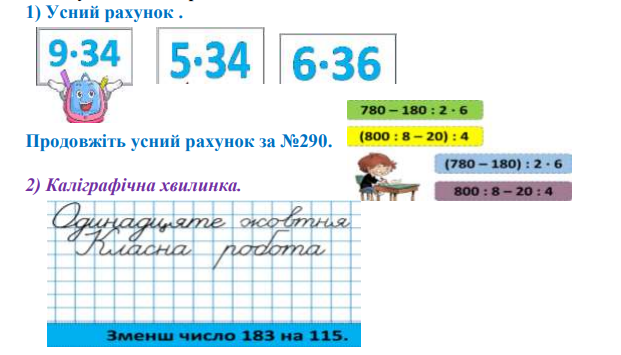 1) Усний рахунок .
9·34
5·34
6·36
780 – 180 : 2 · 6
(800 : 8 – 20) : 4
Продовжіть усний рахунок за №290.
(780 – 180) : 2 · 6
800 : 8 – 20 : 4
2) Каліграфічна хвилинка.
Одинадцяте жовтня
Класна робота
Зменш число 183 на 115.